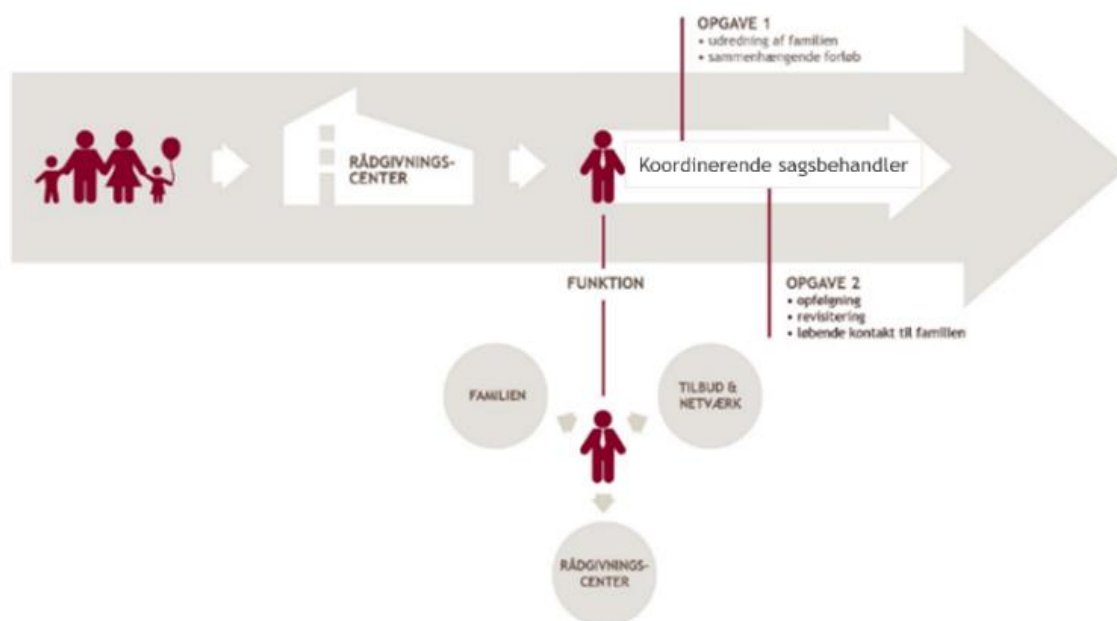 OPGAVE 1
• udredning af familien
• sammenhængende forløb
RÅDGIVNINGS-
CENTER
Koordinerende sagsbehandler
FUNKTION
OPGAVE 2
• opfølgning
• revisitering
• løbende kontakt til familien
FAMILIEN
TILBUD &
NETVÆRK
RÅDGIVNINGS-
CENTER